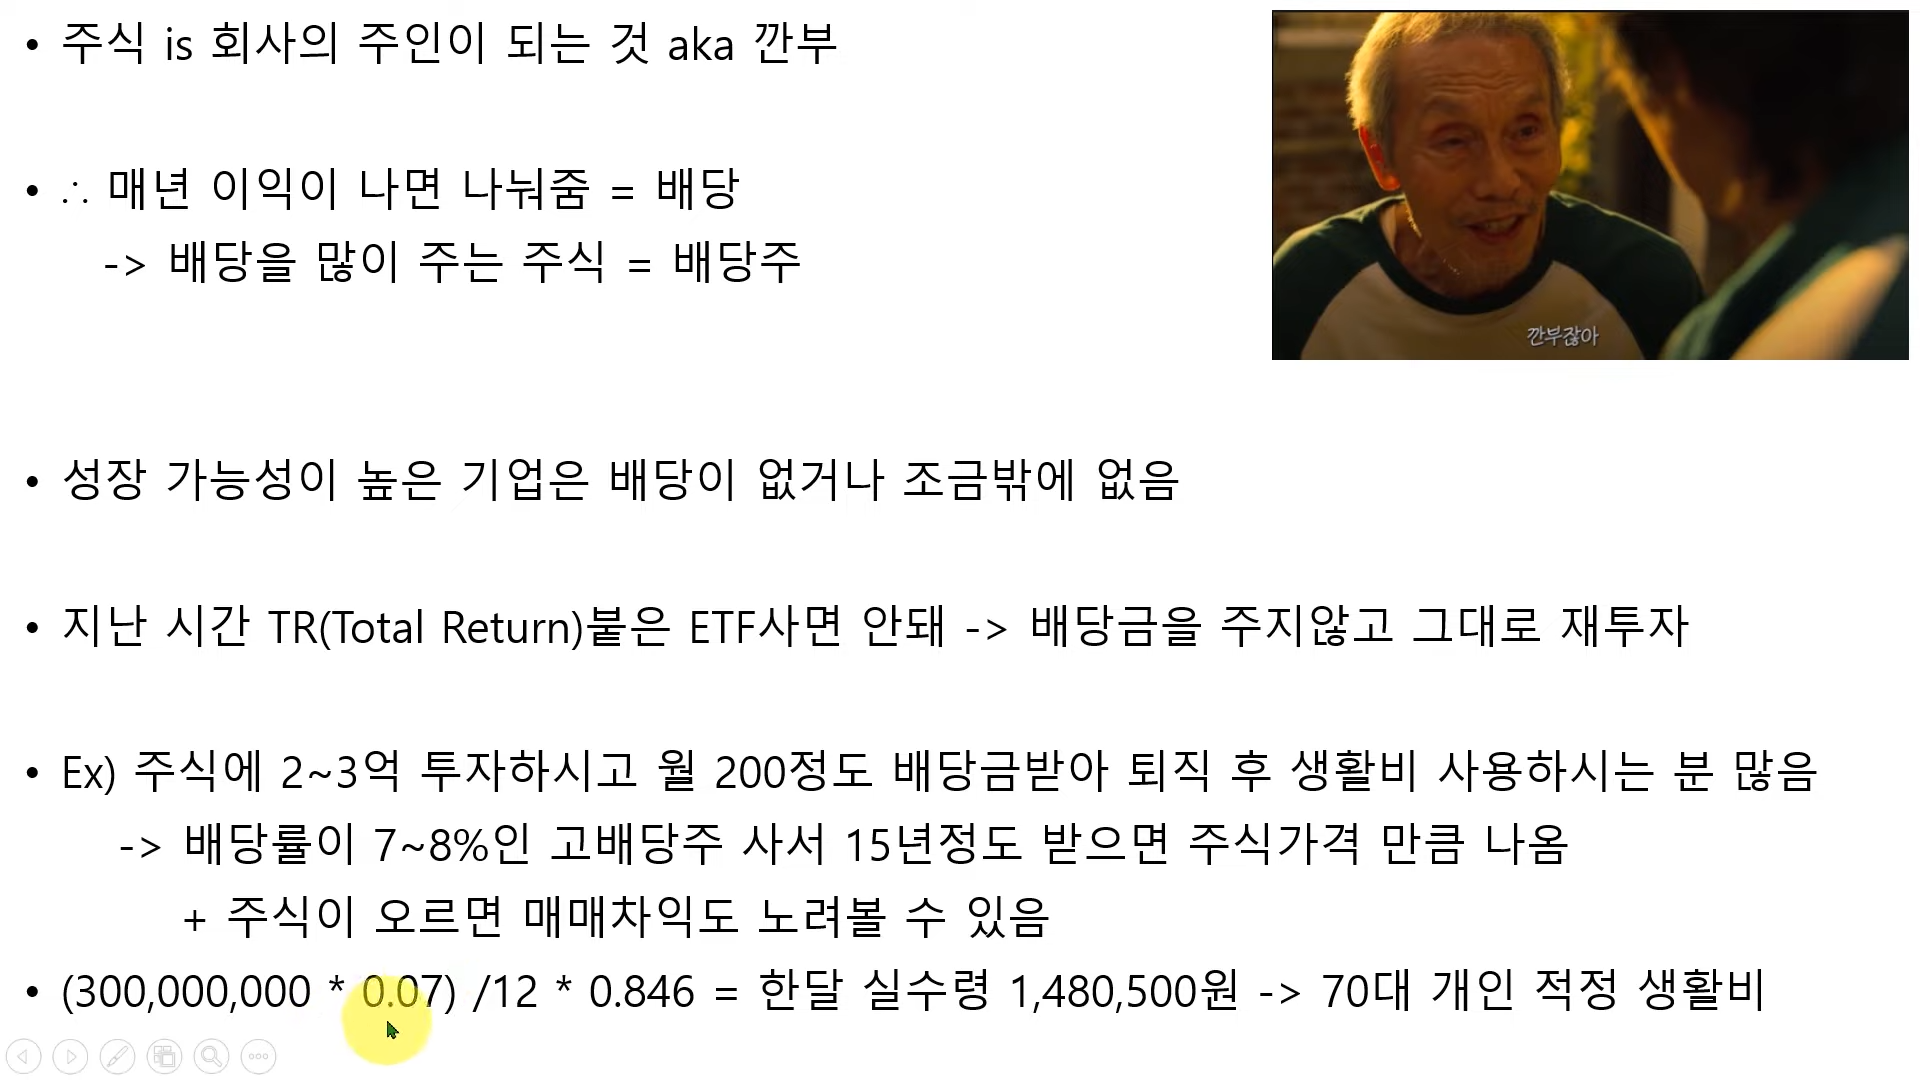 • 주식 is 회사의 주인이 되는 것 aka 깐부
• ∴ 매년 이익이 나면 나눠줌 = 배당
-> 배당을 많이 주는 주식 = 배당주
깐부잖아
• 성장 가능성이 높은 기업은 배당이 없거나 조금밖에 없음
• 지난 시간 TR(Total Return)붙은 ETF사면 안돼 -> 배당금을 주지않고 그대로 재투자
• Ex) 주식에 2~3억 투자하시고 월 200정도 배당금받아 퇴직 후 생활비 사용하시는 분 많음
-> 배당률이 7~8%인 고배당주 사서 15년정도 받으면 주식가격 만큼 나옴
+ 주식이 오르면 매매차익도 노려볼 수 있음
• (300,000,000 * 0.07) /12 * 0.846 = 한달 실수령 1,480,500원 -> 70대 개인 적정 생활비